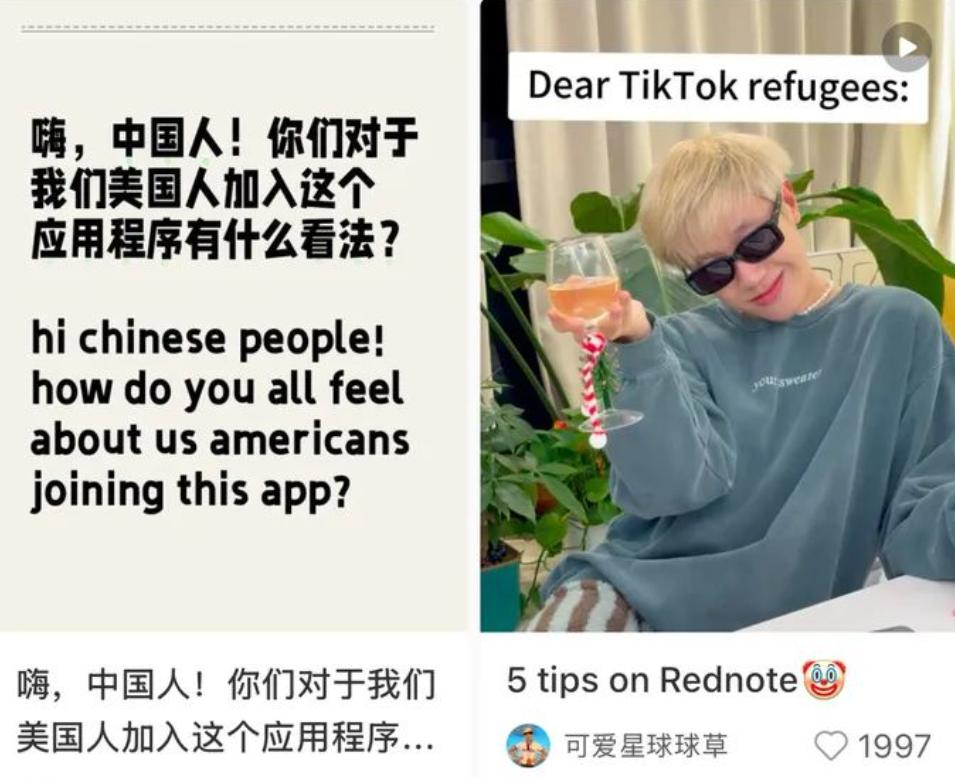 嗨，中国人！你们对于
我们美国人加入这个
应用程序有什么看法？
hi chinese people!
how do you all feel
about us americans
joining this app?
嗨，中国人！你们对于我们
美国人加入这个应用程序...
Dear TikTok refugees:
your sweater
5 tips on Rednote🤡
可爱星球球草
1997